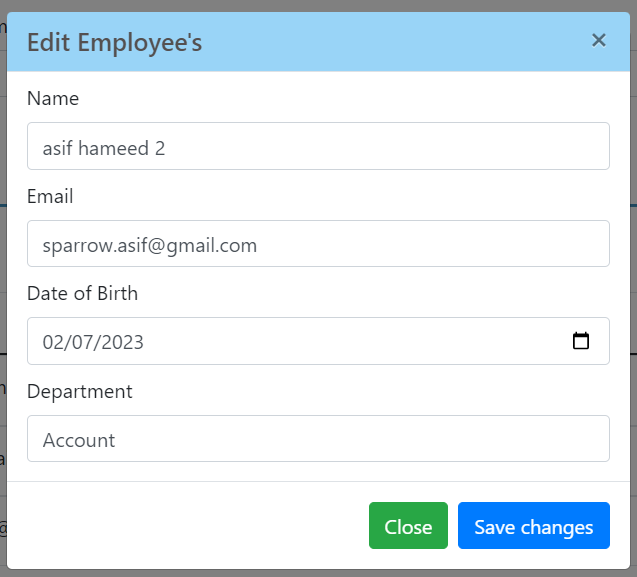 Edit Employee's ×
Name
asif hameed 2
Email
sparrow.asif@gmail.com
Date of Birth
02/07/2023
Department
Account
Close Save changes